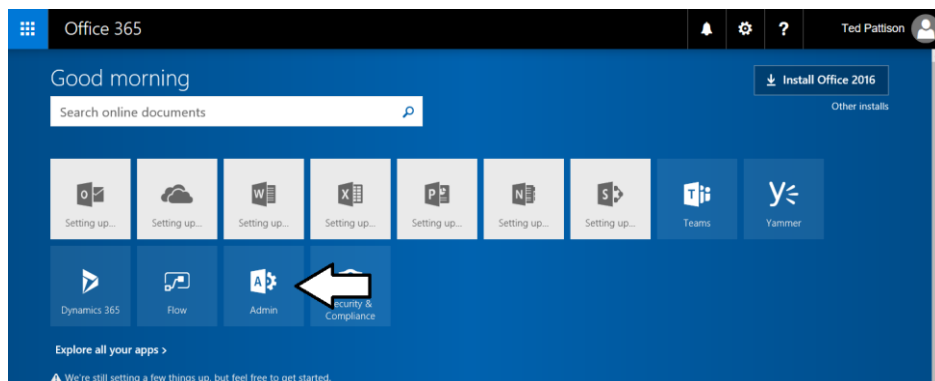 Office 365
?
Ted Pattison
Good morning
Install Office 2016
Search online documents
Other installs
O
W
X
P
N
S
T
Setting up...
Setting up...
Setting up...
Setting up...
Setting up...
Setting up...
Setting up...
Teams
Yammer
A
Dynamics 365
Flow
Admin
Security &
Compliance
Explore all your apps >
We're still setting a few things up, but feel free to get started.